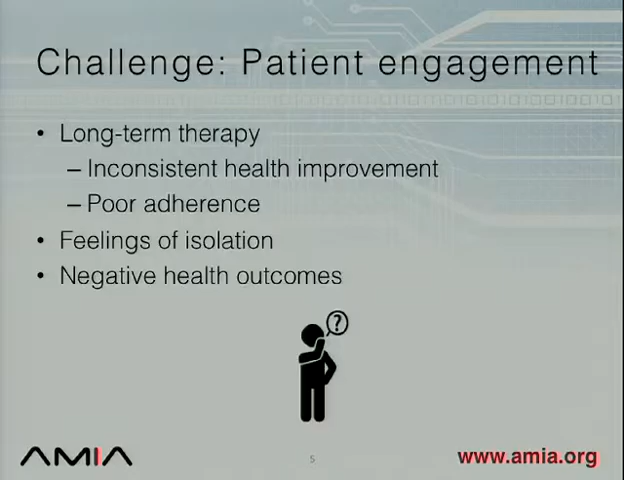 Challenge: Patient engagement
• Long-term therapy
– Inconsistent health improvement
– Poor adherence
• Feelings of isolation
• Negative health outcomes
?
AMIA
5
www.amia.org